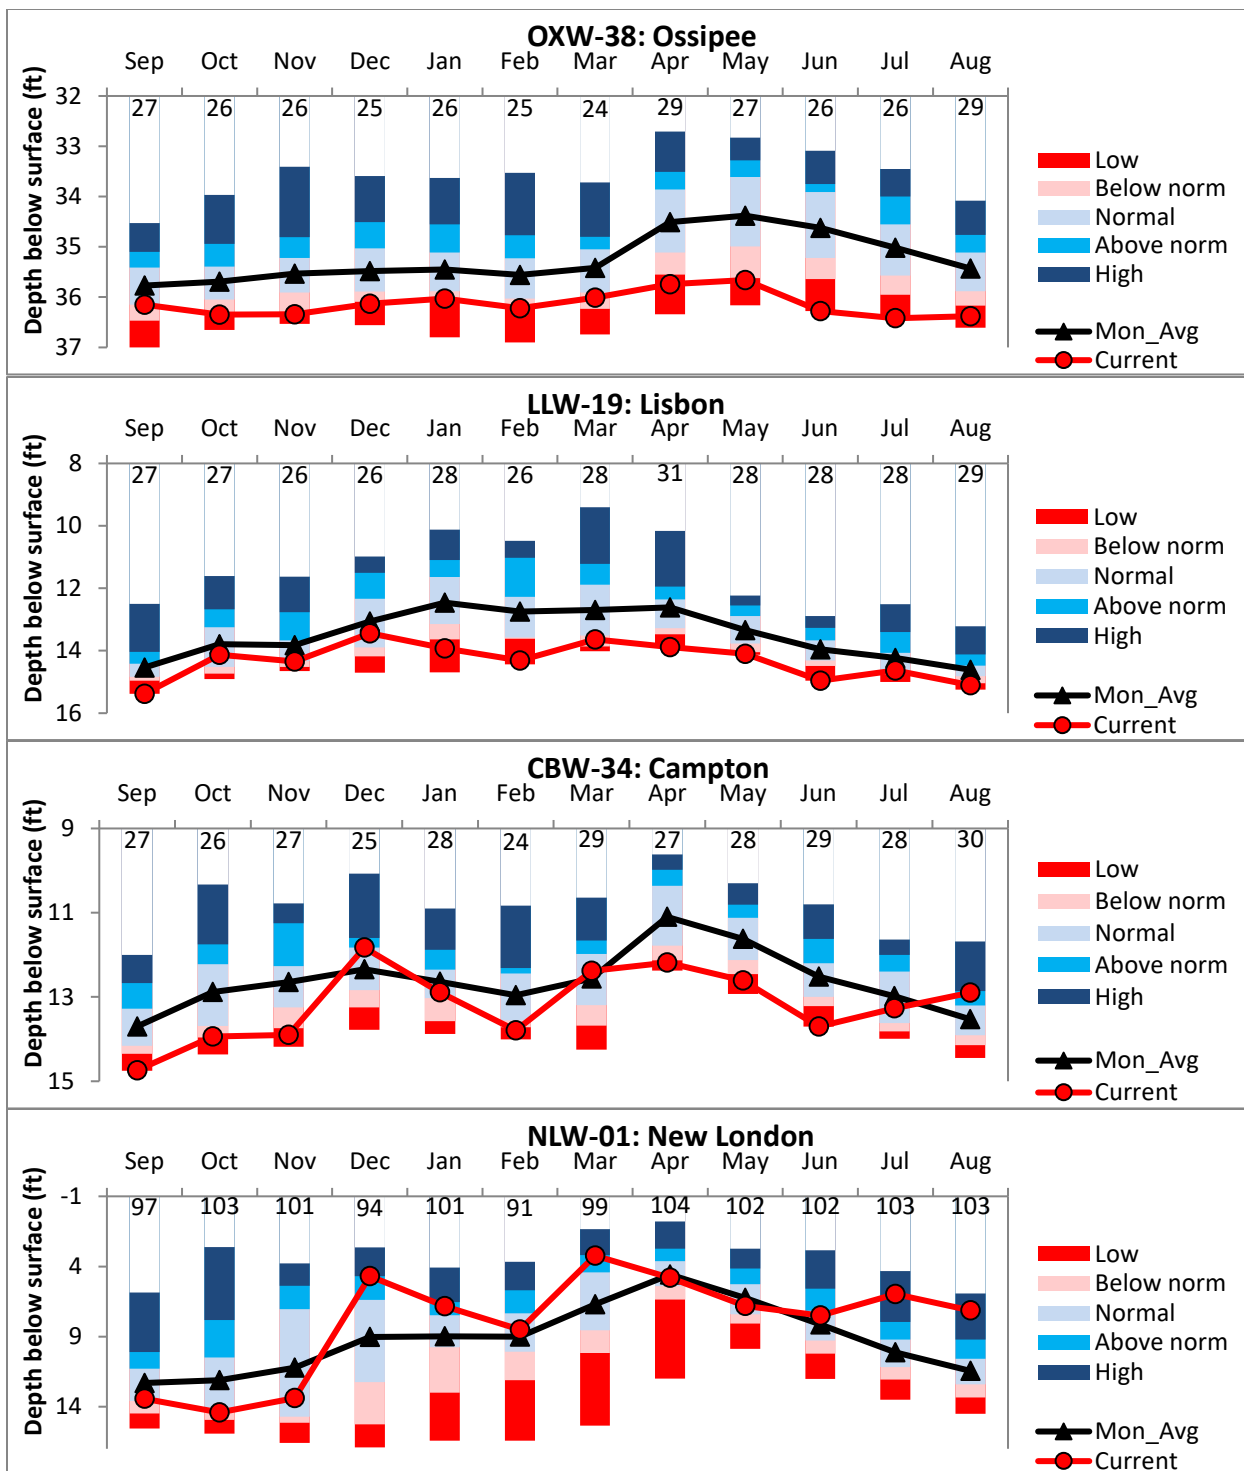 OXW-38: Ossipee
Sep Oct Nov Dec Jan Feb Mar Apr May Jun Jul Aug
32
27 26 26 25 26 25 24 29 27 26 26 29
33
34
35
36
37
Depth below surface (ft)
Low
Below norm
Normal
Above norm
High
Mon_Avg
Current
LLW-19: Lisbon
Sep Oct Nov Dec Jan Feb Mar Apr May Jun Jul Aug
8
27 27 26 26 28 26 28 31 28 28 28 29
10
12
14
16
Depth below surface (ft)
Low
Below norm
Normal
Above norm
High
Mon_Avg
Current
CBW-34: Campton
Sep Oct Nov Dec Jan Feb Mar Apr May Jun Jul Aug
9
27 26 27 25 28 24 29 27 28 29 28 30
11
13
15
Depth below surface (ft)
Low
Below norm
Normal
Above norm
High
Mon_Avg
Current
NLW-01: New London
Sep Oct Nov Dec Jan Feb Mar Apr May Jun Jul Aug
-1
97 103 101 94 101 91 99 104 102 102 103 103
4
9
14
Depth below surface (ft)
Low
Below norm
Normal
Above norm
High
Mon_Avg
Current